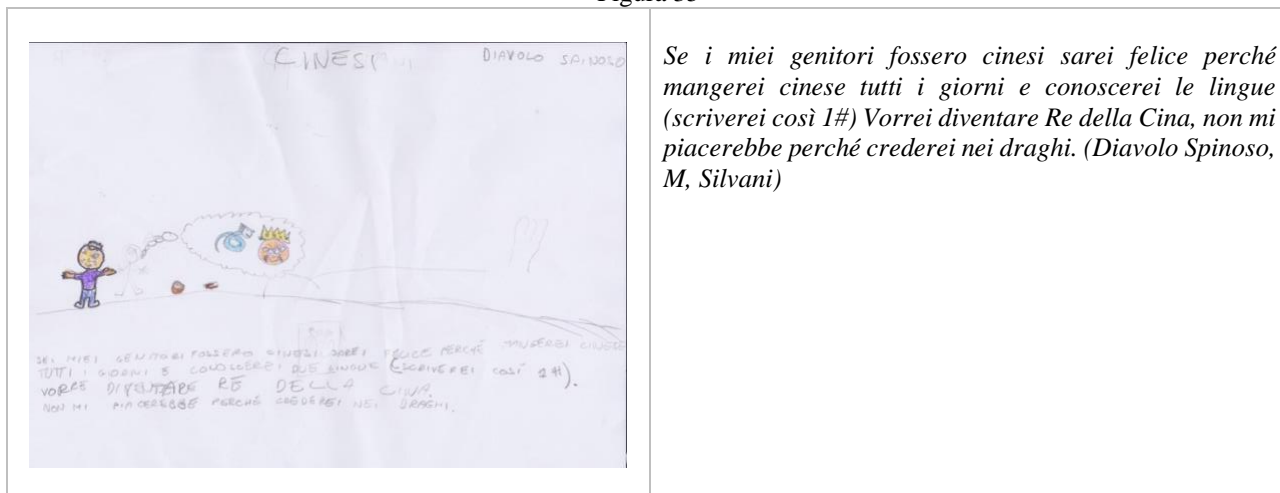 Figura 33
CINESI
DIAVOLO SPINOSO
SE I MIEI GENITORI FOSSERO CINESI SAREI FELICE PERCHÉ MANGEREI CINESE
TUTTI I GIORNI E CONOSCEREI DUE LINGUE (SCRIVEREI COSÍ 1#).
VORRE DIVENTARE RE DELLA CINA.
NON MI PIACEREBBE PERCHÉ CREDEREI NEI DRAGHI.
Se i miei genitori fossero cinesi sarei felice perché
mangerei cinese tutti i giorni e conoscerei le lingue
(scriverei così 1#) Vorrei diventare Re della Cina, non mi
piacerebbe perché crederei nei draghi. (Diavolo Spinoso,
M, Silvani)